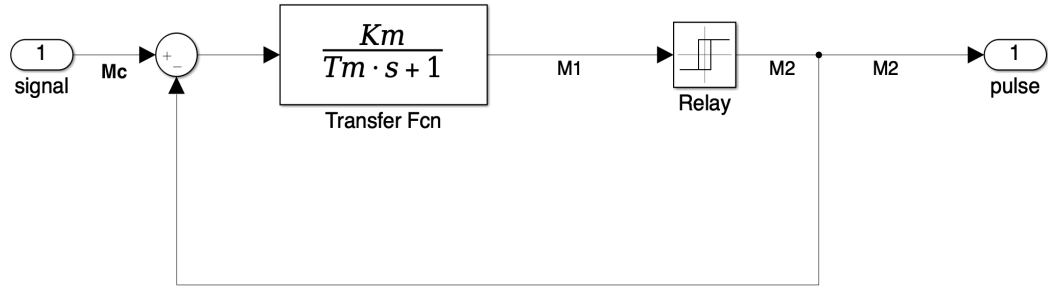 1
signal
Mc
+
−
Km
Tm · s + 1
Transfer Fcn
M1
Relay
M2
M2
1
pulse